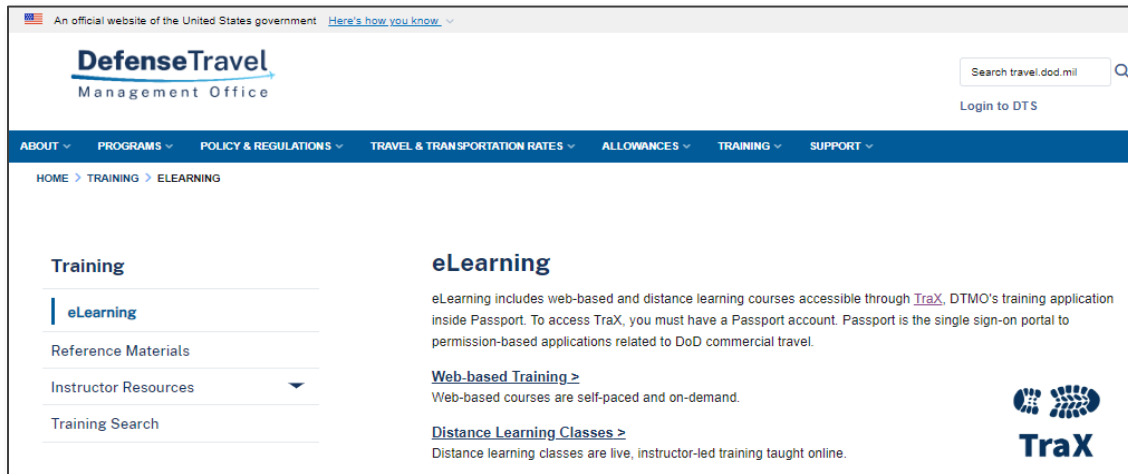 An official website of the United States government Here's how you know
DefenseTravel
Management Office
Search travel.dod.mil
Login to DTS
ABOUT PROGRAMS POLICY & REGULATIONS TRAVEL & TRANSPORTATION RATES ALLOWANCES TRAINING SUPPORT
HOME > TRAINING > ELEARNING
Training
eLearning
Reference Materials
Instructor Resources
Training Search
eLearning
eLearning includes web-based and distance learning courses accessible through TraX, DTMO's training application
inside Passport. To access TraX, you must have a Passport account. Passport is the single sign-on portal to
permission-based applications related to DoD commercial travel.
Web-based Training >
Web-based courses are self-paced and on-demand.
Distance Learning Classes >
Distance learning classes are live, instructor-led training taught online.
TraX